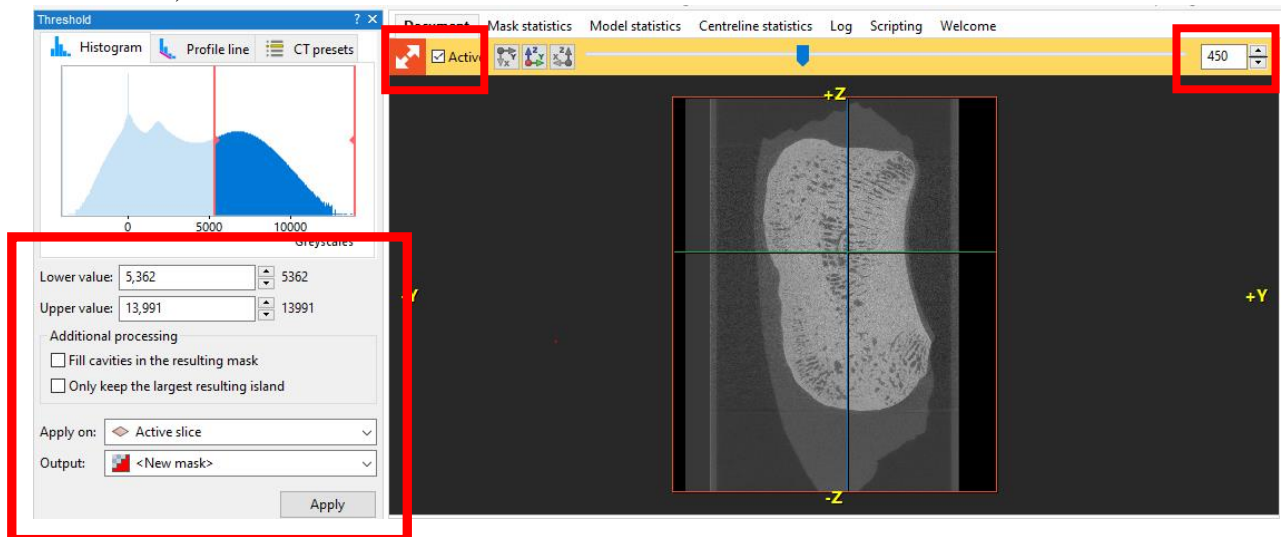 Threshold ? ×
Histogram Profile line CT presets
0 5000 10000
Greyscales
Lower value: 5,362 5362
Upper value: 13,991 13991
Additional processing
Fill cavities in the resulting mask
Only keep the largest resulting island
Apply on: Active slice
Output: <New mask>
Apply
Document Mask statistics Model statistics Centreline statistics Log Scripting Welcome
Active 450
+Z
-Y +Y
-Z